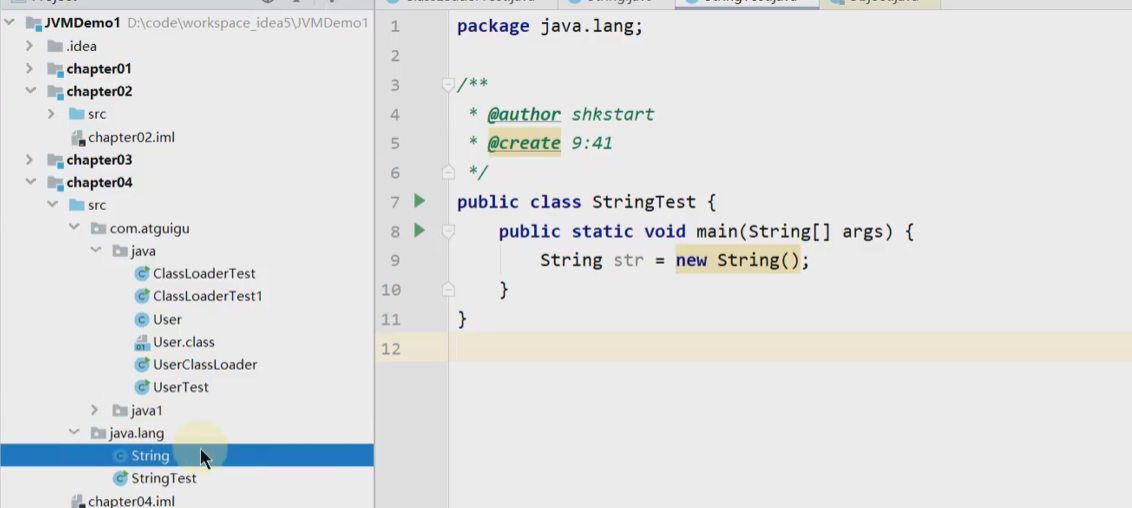 JVMDemo1 D:\code\workspace_idea5\JVMDemo1
.idea
chapter01
chapter02
src
chapter02.iml
chapter03
chapter04
src
com.atguigu
java
ClassLoaderTest
ClassLoaderTest1
User
User.class
UserClassLoader
UserTest
java1
java.lang
String
StringTest
chapter04.iml
1 package java.lang;
2
3 /**
4 * @author shkstart
5 * @create 9:41
6 */
7 public class StringTest {
8 public static void main(String[] args) {
9 String str = new String();
10 }
11 }
12